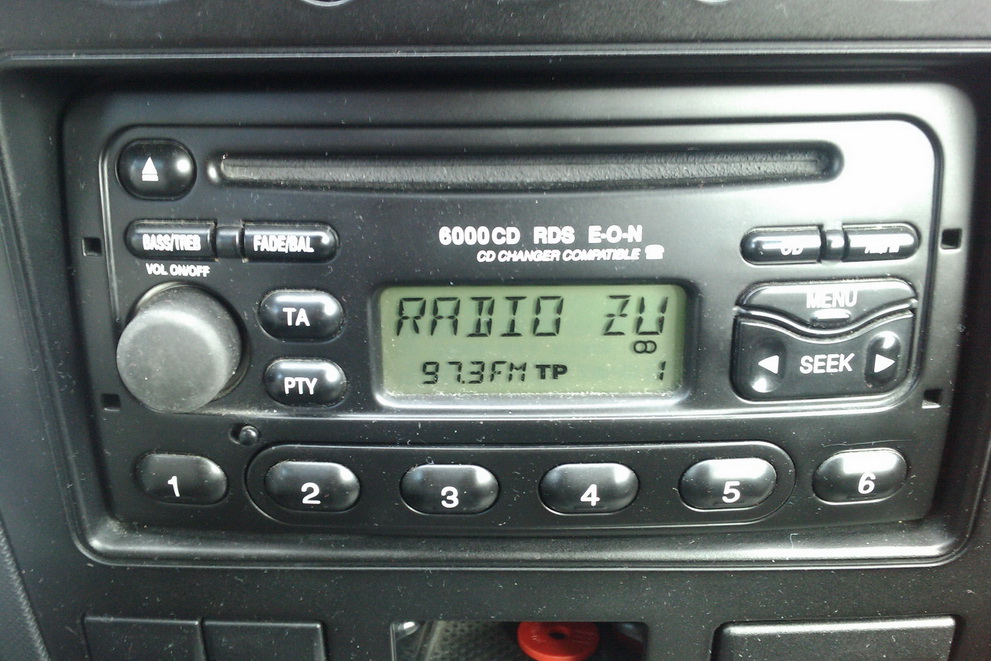 6000CD RDS E-O-N
CD CHANGER COMPATIBLE
BASS/TREB
FADE/BAL
CD
VOL ON/OFF
TA
PTY
RADIO ZU
97.3FM TP 1
MENU
SEEK
1 2 3 4 5 6